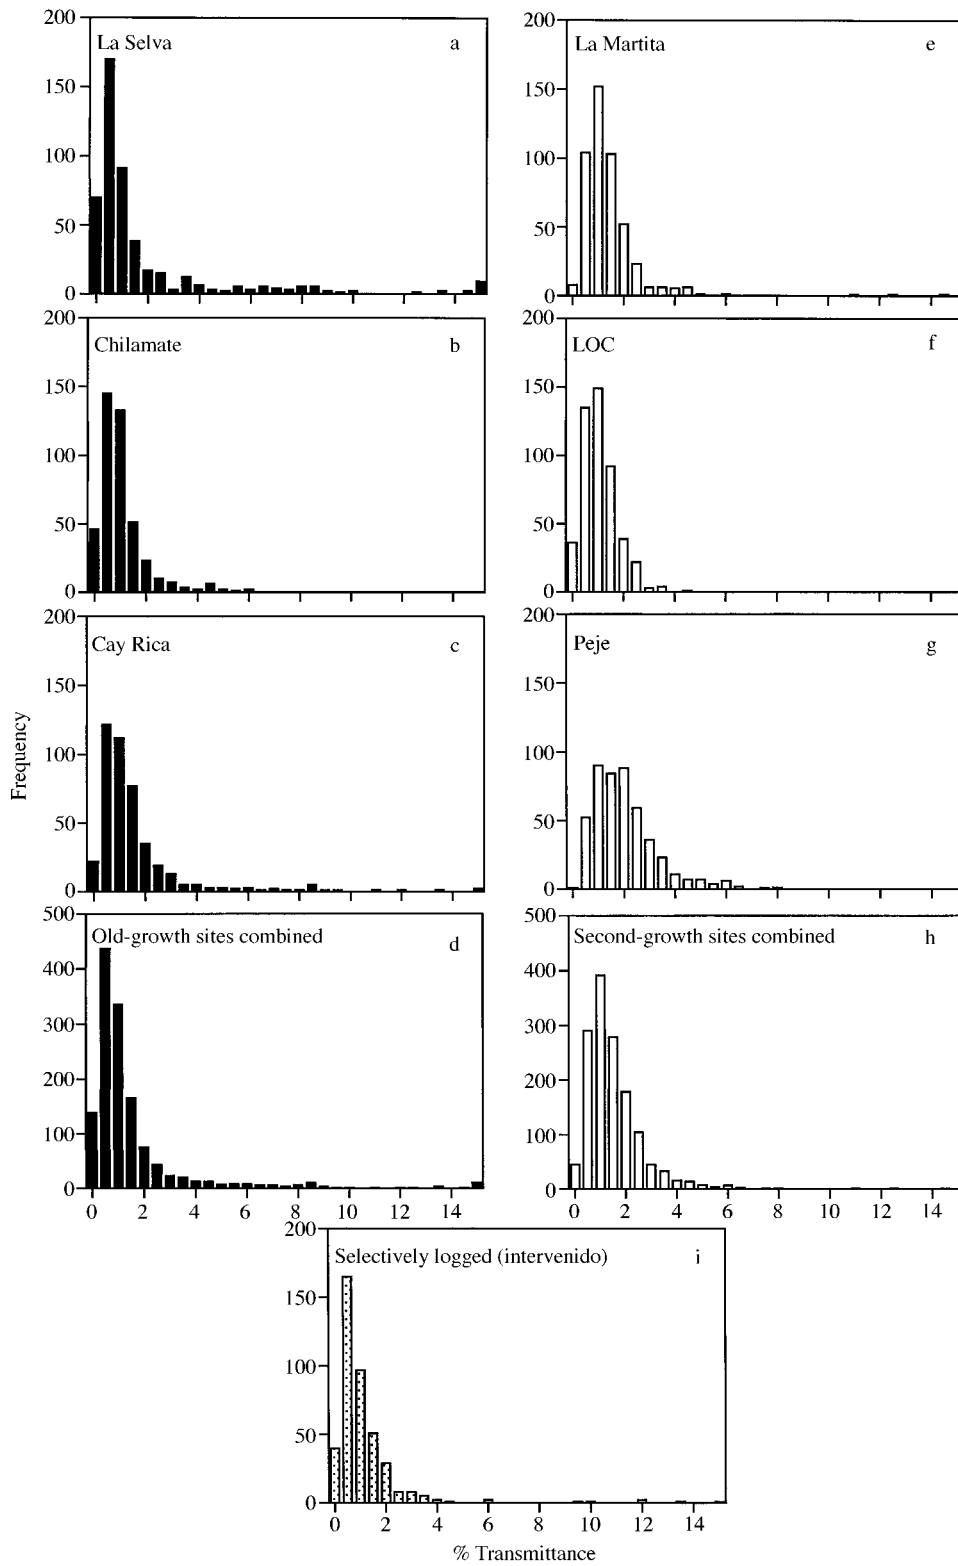 200
150
100
50
0
La Selva
a
200
150
100
50
0
La Martita
e
200
150
100
50
0
Chilamate
b
200
150
100
50
0
LOC
f
Frequency
200
150
100
50
0
Cay Rica
c
200
150
100
50
0
Peje
g
500
400
300
200
100
0
Old-growth sites combined
d
0 2 4 6 8 10 12 14
500
400
300
200
100
0
Second-growth sites combined
h
0 2 4 6 8 10 12 14
200
150
100
50
0
Selectively logged (intervenido)
i
0 2 4 6 8 10 12 14
% Transmittance